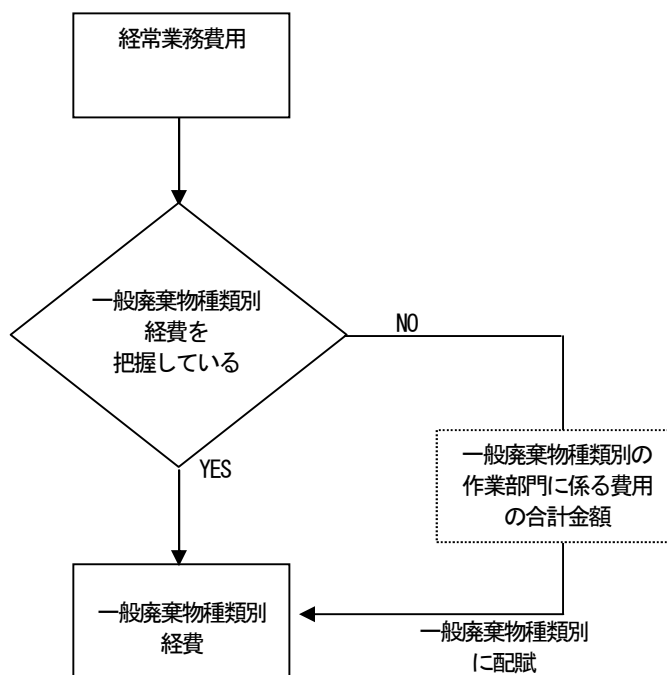 経常業務費用
一般廃棄物種類別
経費を
把握している
NO
YES
一般廃棄物種類別の
作業部門に係る費用
の合計金額
一般廃棄物種類別
経費
一般廃棄物種類別
に配賦